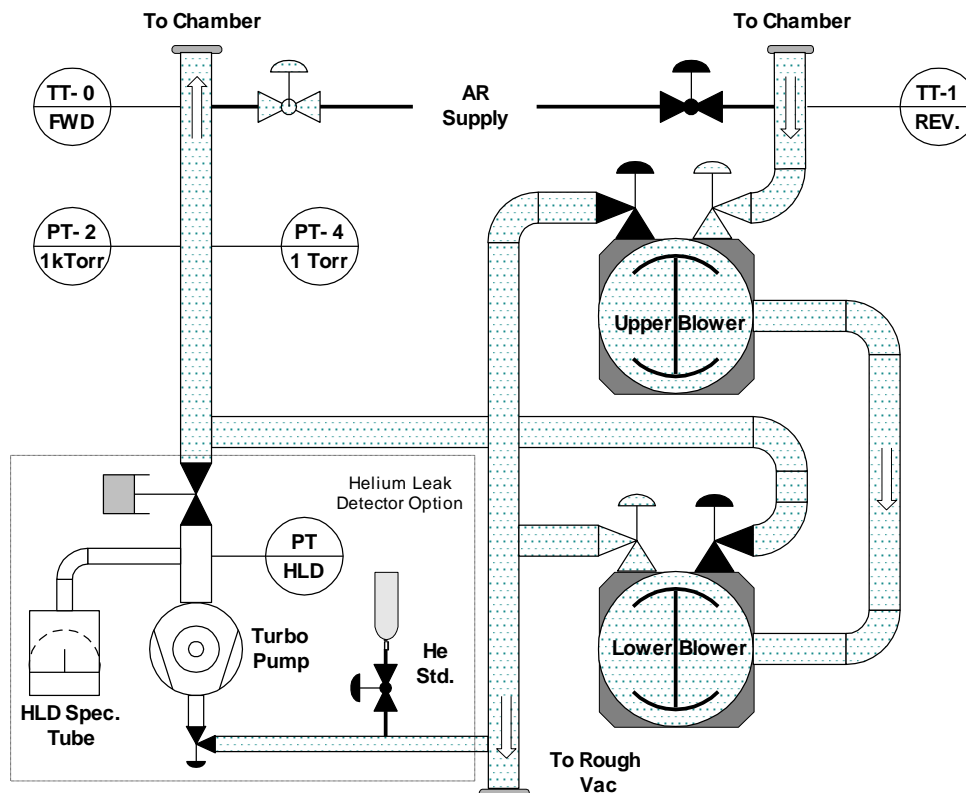 To Chamber
To Chamber
TT- 0
FWD
AR
Supply
TT-1
REV.
PT- 2
1kTorr
PT- 4
1 Torr
Upper Blower
Helium Leak
Detector Option
PT
HLD
Turbo
Pump
He
Std.
Lower Blower
HLD Spec.
Tube
To Rough
Vac